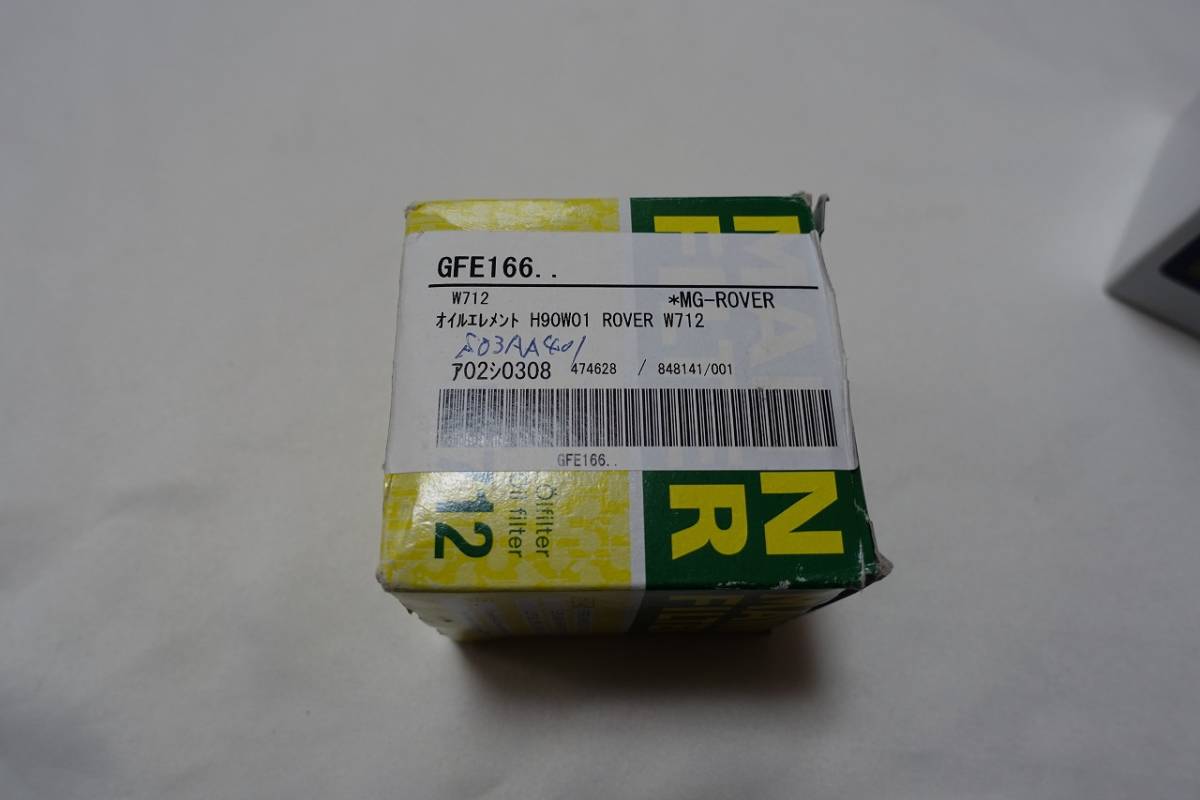 GFE166..
W712 *MG-ROVER
ｵｲﾙｴﾚﾒﾝﾄ H90W01 ROVER W712
ｱ02ｼ0308 474628 / 848141/001
GFE166..
Ölfilter
Oil filter
12
N
R